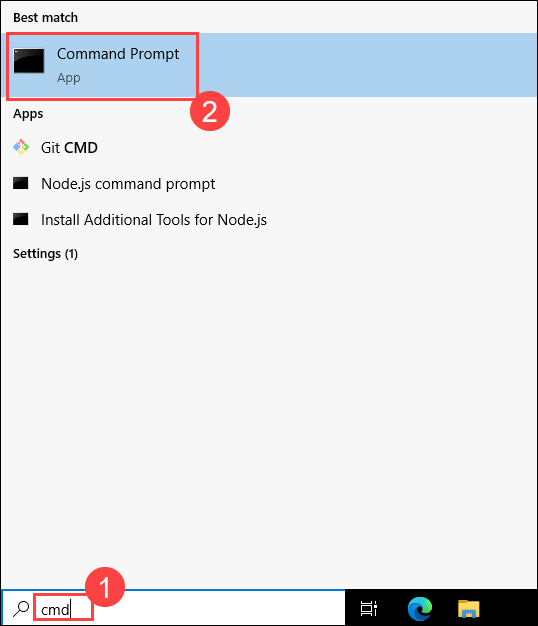 Best match
Command Prompt
App
2
Apps
Git CMD
Node.js command prompt
Install Additional Tools for Node.js
Settings (1)
1
cmd